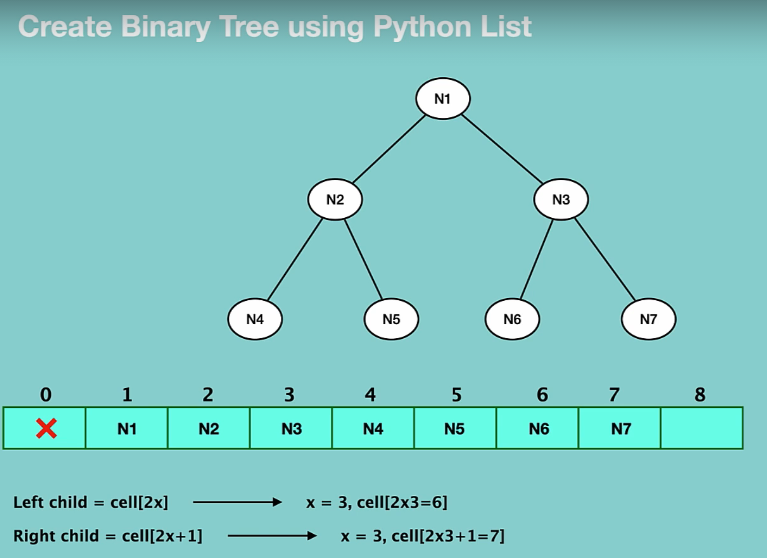 Create Binary Tree using Python List
N1
N2 N3
N4 N5 N6 N7
0 1 2 3 4 5 6 7 8
N1 N2 N3 N4 N5 N6 N7
Left child = cell[2x] x = 3, cell[2x3=6]
Right child = cell[2x+1] x = 3, cell[2x3+1=7]